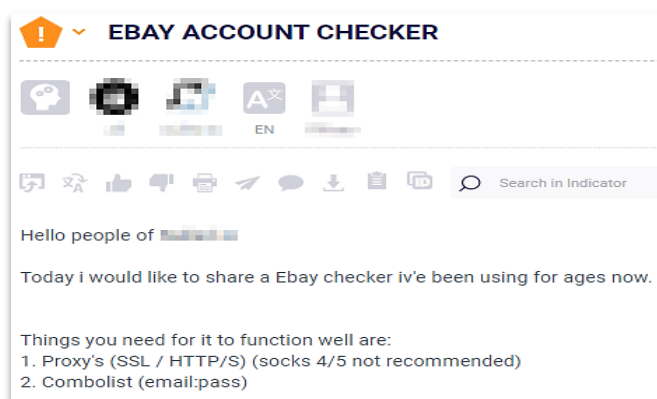 EBAY ACCOUNT CHECKER
EN
Search in Indicator
Hello people of
Today i would like to share a Ebay checker iv'e been using for ages now.
Things you need for it to function well are:
1. Proxy's (SSL / HTTP/S) (socks 4/5 not recommended)
2. Combolist (email:pass)